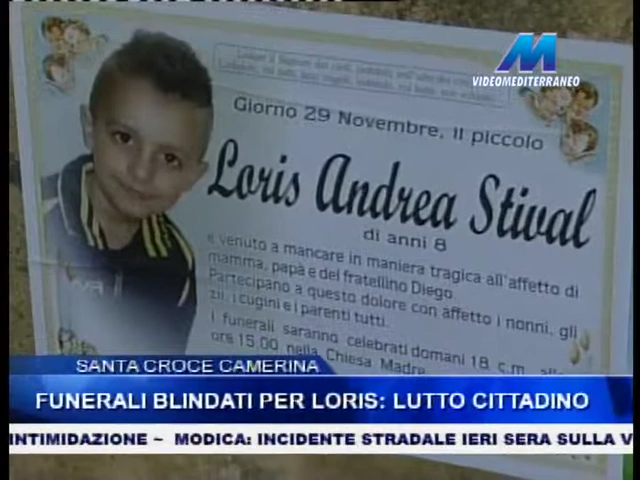 VIDEOMEDITERRANEO
Giorno 29 Novembre, Il piccolo
Loris Andrea Stival
di anni 8
è venuto a mancare in maniera tragica all'affetto di
mamma, papà e del fratellino Diego
Partecipano a questo dolore con affetto i nonni, gli
zii, i cugini e i parenti tutti.
I funerali saranno celebrati domani 18 c.m. alle
ore 15.00 nella Chiesa Madre
SANTA CROCE CAMERINA
FUNERALI BLINDATI PER LORIS: LUTTO CITTADINO
INTIMIDAZIONE ~ MODICA: INCIDENTE STRADALE IERI SERA SULLA